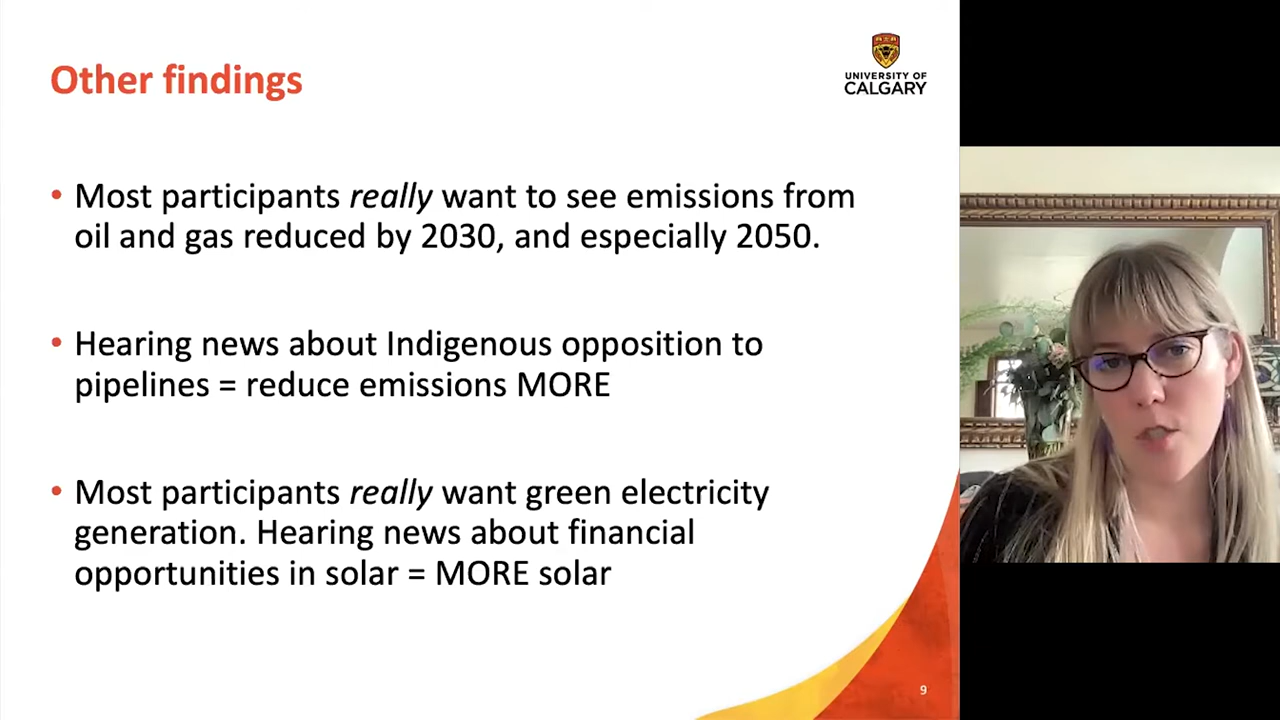 Other findings
UNIVERSITY OF
CALGARY
• Most participants really want to see emissions from
oil and gas reduced by 2030, and especially 2050.
• Hearing news about Indigenous opposition to
pipelines = reduce emissions MORE
• Most participants really want green electricity
generation. Hearing news about financial
opportunities in solar = MORE solar
9